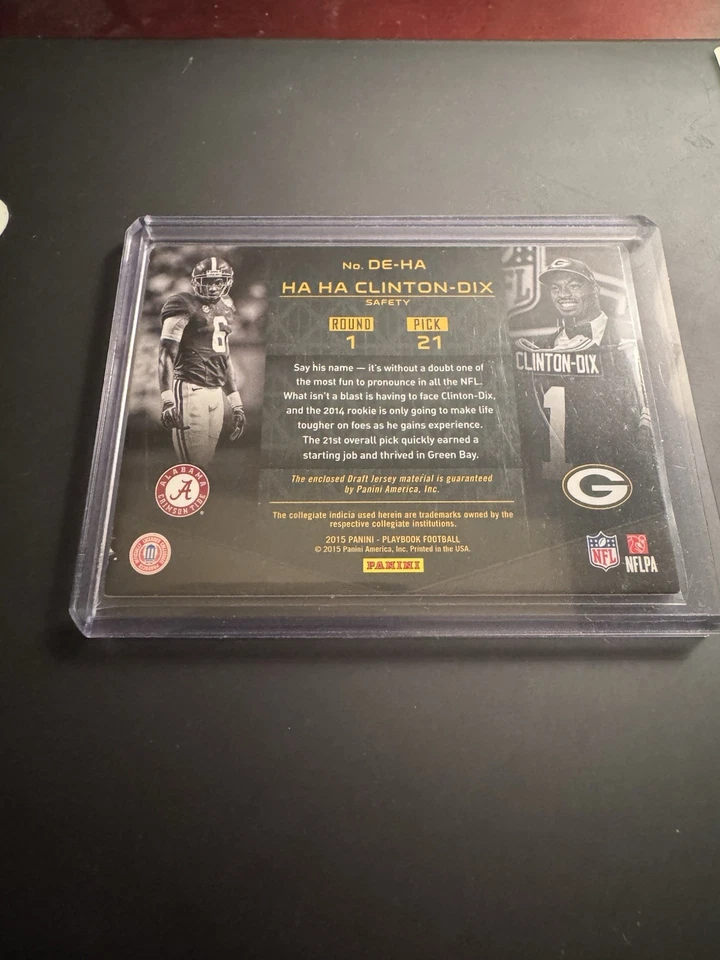 No. DE-HA
HA HA CLINTON-DIX
SAFETY
ROUND PICK
1 21
Say his name — it's without a doubt one of
the most fun to pronounce in all the NFL.
What isn't a blast is having to face Clinton-Dix,
and the 2014 rookie is only going to make life
tougher on foes as he gains experience.
The 21st overall pick quickly earned a
starting job and thrived in Green Bay.
The enclosed Draft Jersey material is guaranteed
by Panini America, Inc.
The collegiate indicia used herein are trademarks owned by the
respective collegiate institutions.
2015 PANINI - PLAYBOOK FOOTBALL
© 2015 Panini America, Inc. Printed in the USA.
PANINI
6
ALABAMA
A
CRIMSON TIDE
G
CLINTON-DIX
1
G
NFL
NFLPA